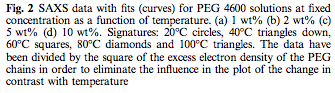 Fig. 2 SAXS data with fits (curves) for PEG 4600 solutions at fixed
concentration as a function of temperature. (a) 1 wt% (b) 2 wt% (c)
5 wt% (d) 10 wt%. Signatures: 20°C circles, 40°C triangles down,
60°C squares, 80°C diamonds and 100°C triangles. The data have
been divided by the square of the excess electron density of the PEG
chains in order to eliminate the influence in the plot of the change in
contrast with temperature